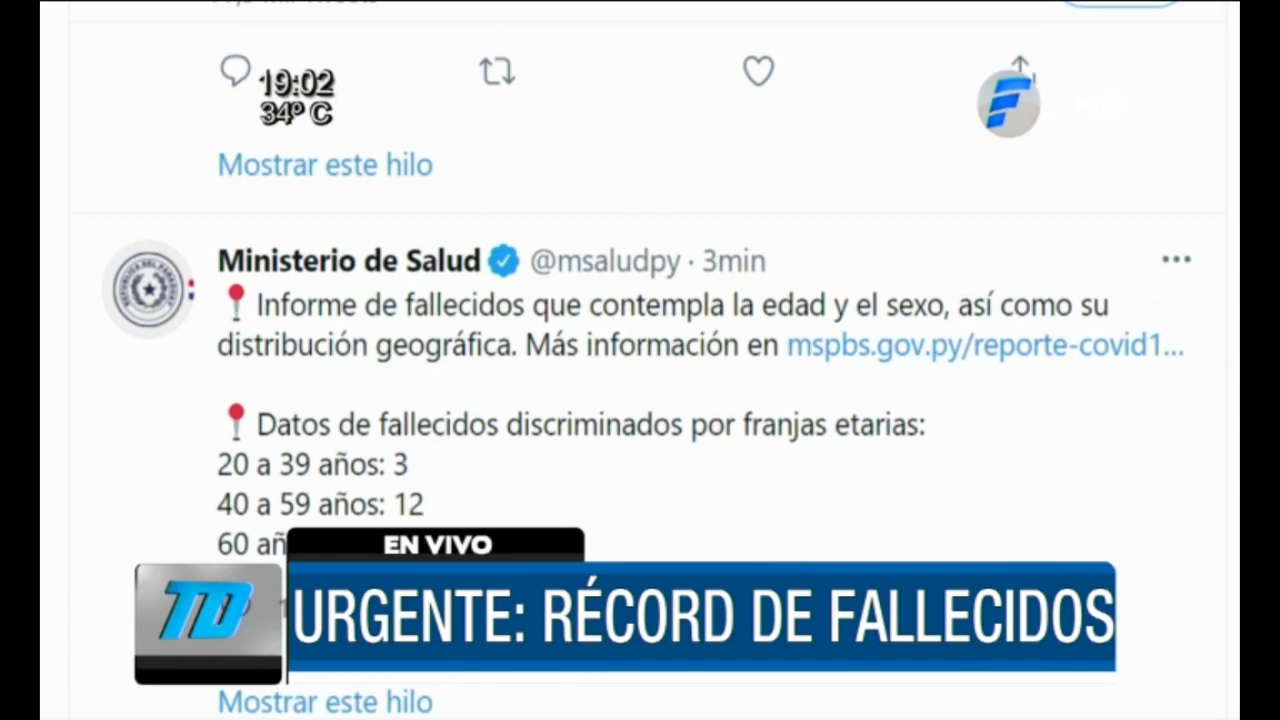 19:02
34º C
Mostrar este hilo
Ministerio de Salud @msaludpy · 3min
Informe de fallecidos que contempla la edad y el sexo, así como su
distribución geográfica. Más información en mspbs.gov.py/reporte-covid1...
Datos de fallecidos discriminados por franjas etarias:
20 a 39 años: 3
40 a 59 años: 12
60 añ
EN VIVO
TD
URGENTE: RÉCORD DE FALLECIDOS
Mostrar este hilo